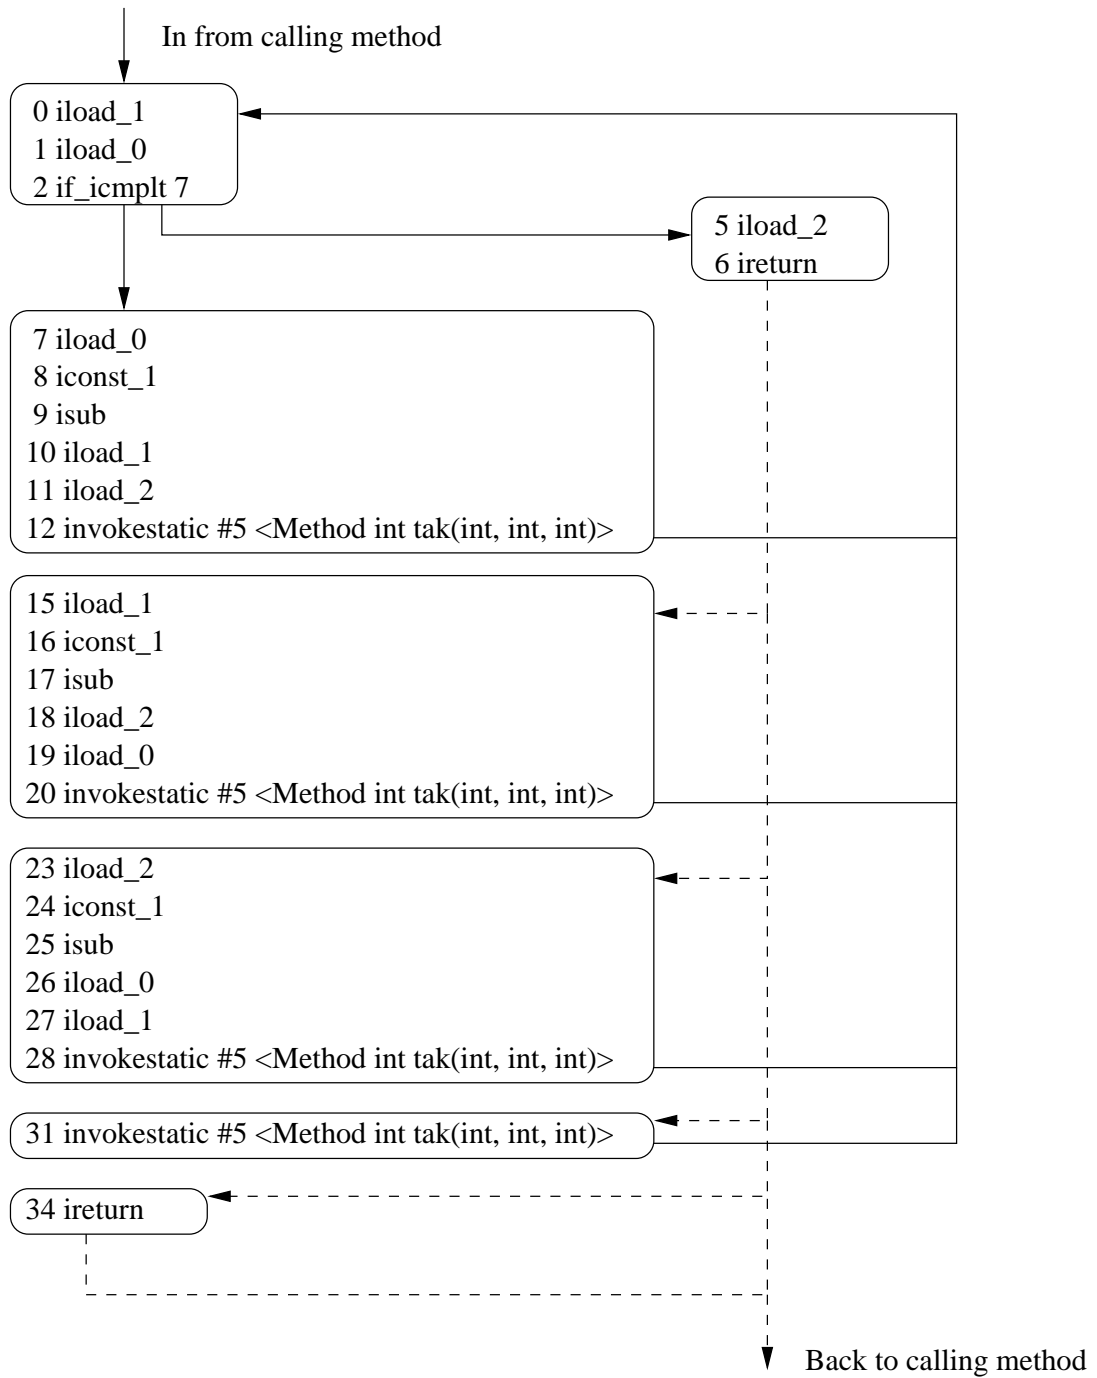 In from calling method
0 iload_1
1 iload_0
2 if_icmplt 7
5 iload_2
6 ireturn
7 iload_0
8 iconst_1
9 isub
10 iload_1
11 iload_2
12 invokestatic #5 <Method int tak(int, int, int)>
15 iload_1
16 iconst_1
17 isub
18 iload_2
19 iload_0
20 invokestatic #5 <Method int tak(int, int, int)>
23 iload_2
24 iconst_1
25 isub
26 iload_0
27 iload_1
28 invokestatic #5 <Method int tak(int, int, int)>
31 invokestatic #5 <Method int tak(int, int, int)>
34 ireturn
Back to calling method